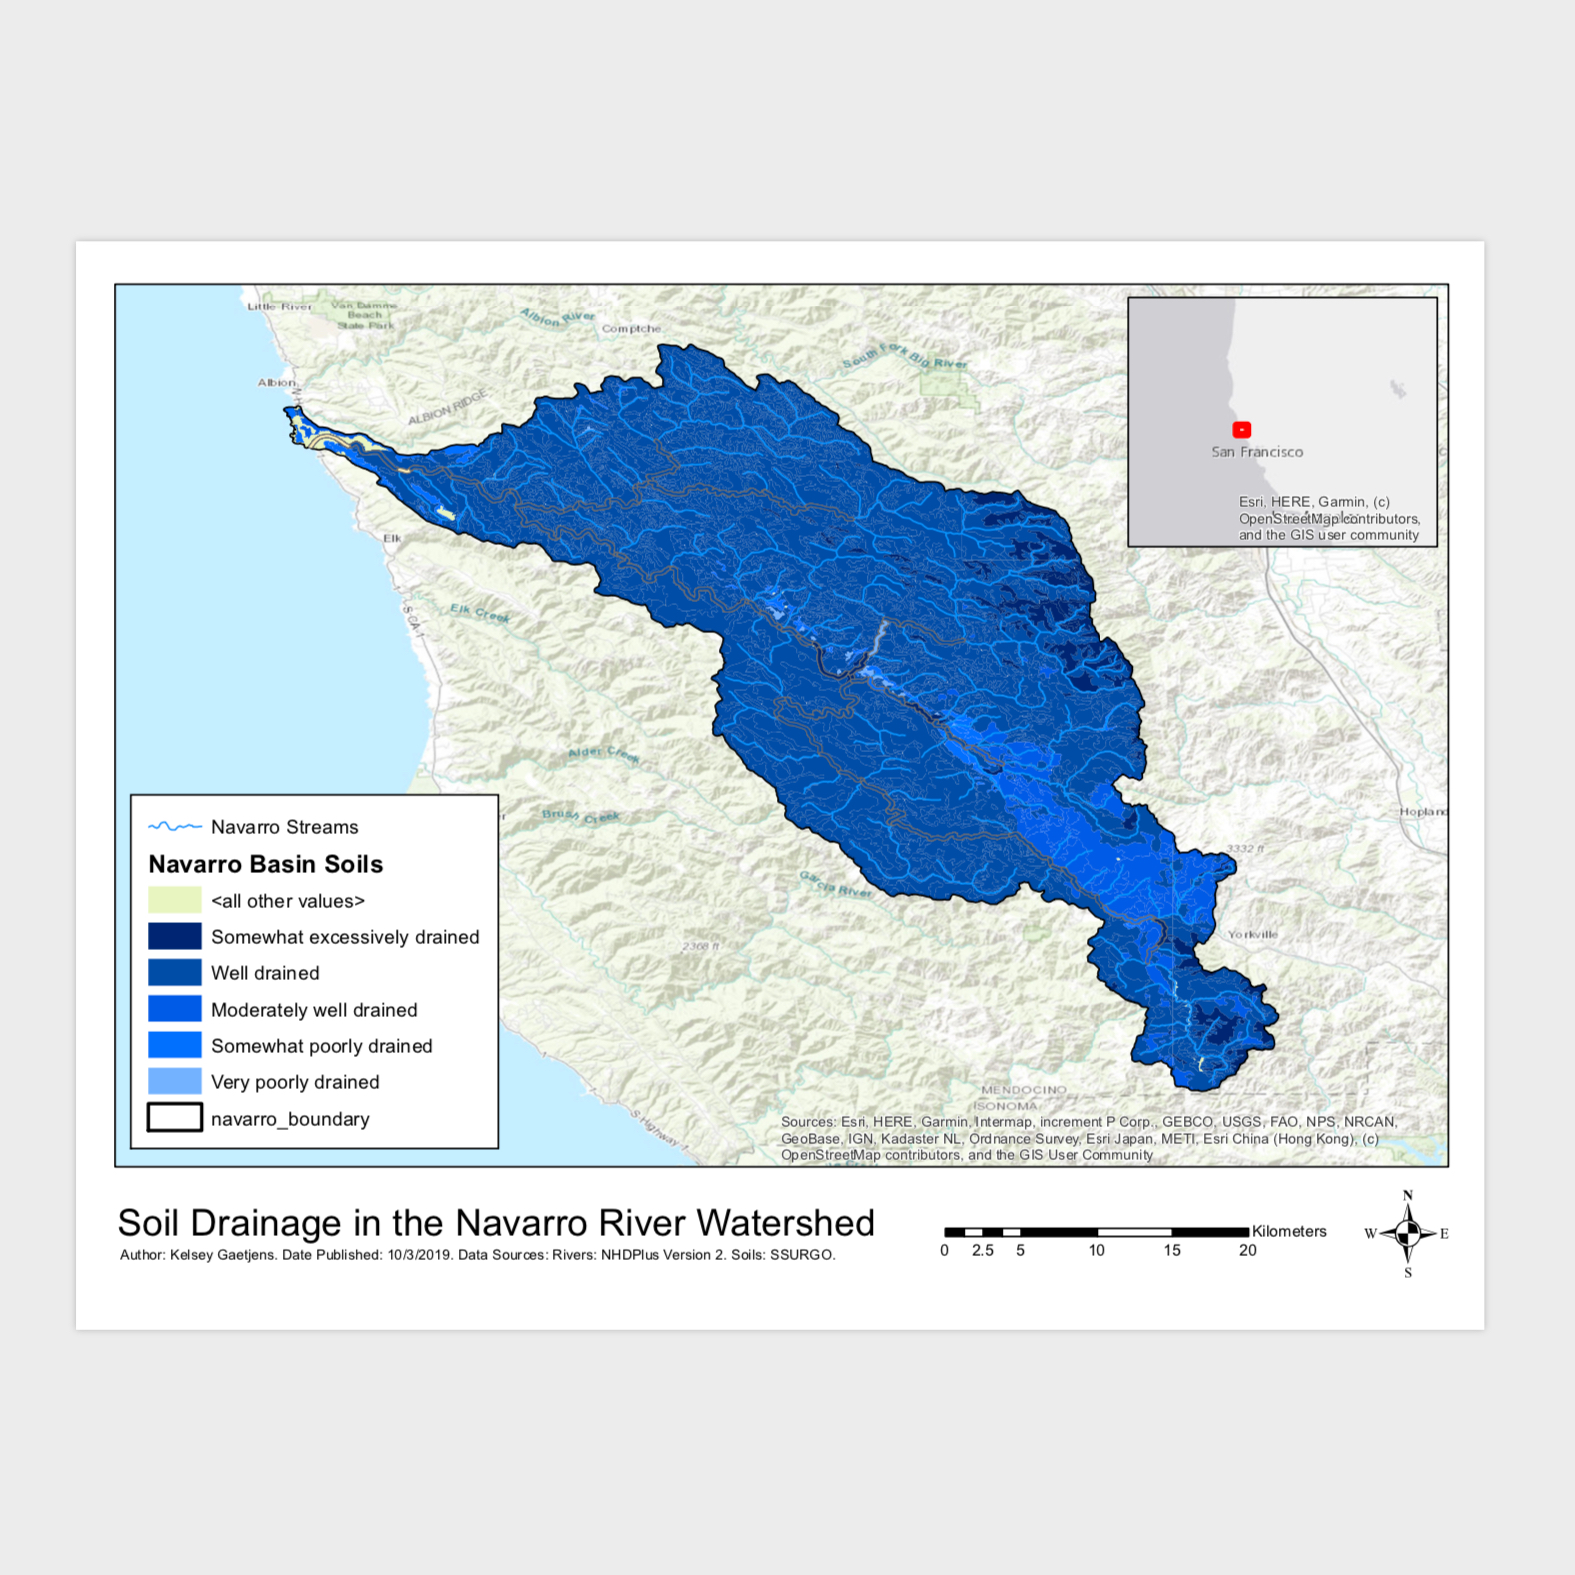 Little River
Van Damme
Beach
State Park
Albion River
Comptche
South Fork Big River
Albion
ALBION RIDGE
San Francisco
Esri, HERE, Garmin, (c)
OpenStreetMap contributors,
and the GIS user community
Elk
Elk Creek
S CA 1
Alder Creek
Brush Creek
Garcia River
Hopland
3332 ft
Yorkville
2368 ft
Navarro Streams
Navarro Basin Soils
<all other values>
Somewhat excessively drained
Well drained
Moderately well drained
Somewhat poorly drained
Very poorly drained
navarro_boundary
S Highway 1
MENDOCINO
SONOMA
Sources: Esri, HERE, Garmin, Intermap, increment P Corp., GEBCO, USGS, FAO, NPS, NRCAN,
GeoBase, IGN, Kadaster NL, Ordnance Survey, Esri Japan, METI, Esri China (Hong Kong), (c)
OpenStreetMap contributors, and the GIS User Community
Soil Drainage in the Navarro River Watershed
Author: Kelsey Gaetjens. Date Published: 10/3/2019. Data Sources: Rivers: NHDPlus Version 2. Soils: SSURGO.
Kilometers
0 2.5 5 10 15 20
N
W E
S